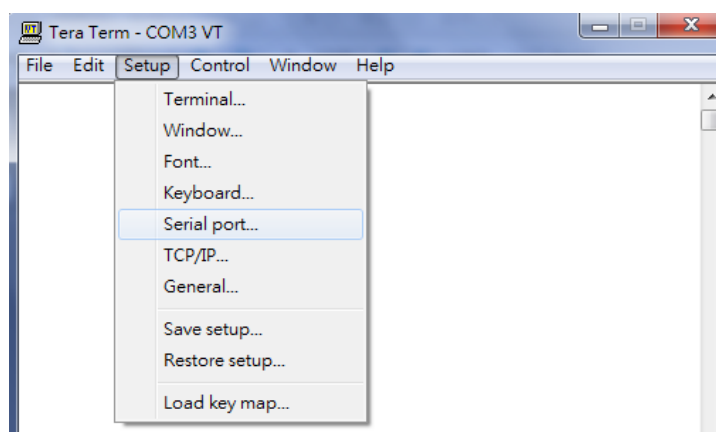 Tera Term - COM3 VT
File Edit Setup Control Window Help
Terminal...
Window...
Font...
Keyboard...
Serial port...
TCP/IP...
General...
Save setup...
Restore setup...
Load key map...